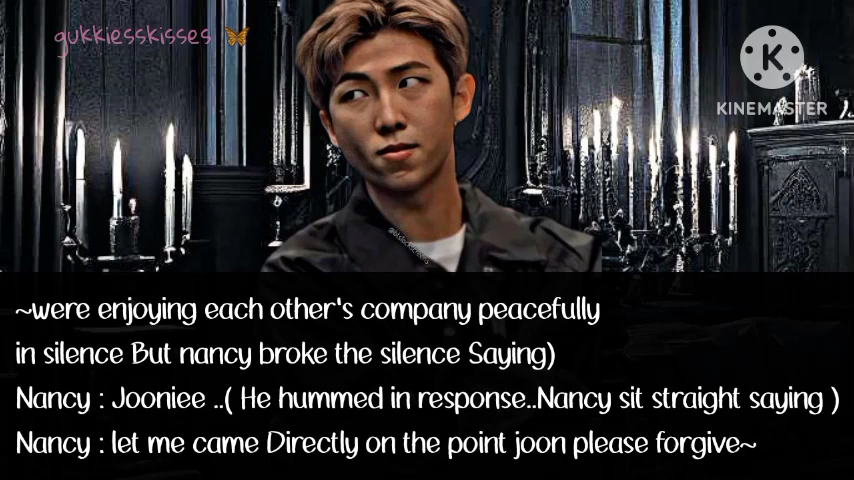 gukkiesskisses 🦋
K
KINEMASTER
~were enjoying each other's company peacefully
in silence But nancy broke the silence Saying)
Nancy : Jooniee ..( He hummed in response..Nancy sit straight saying )
Nancy : let me came Directly on the point joon please forgive~